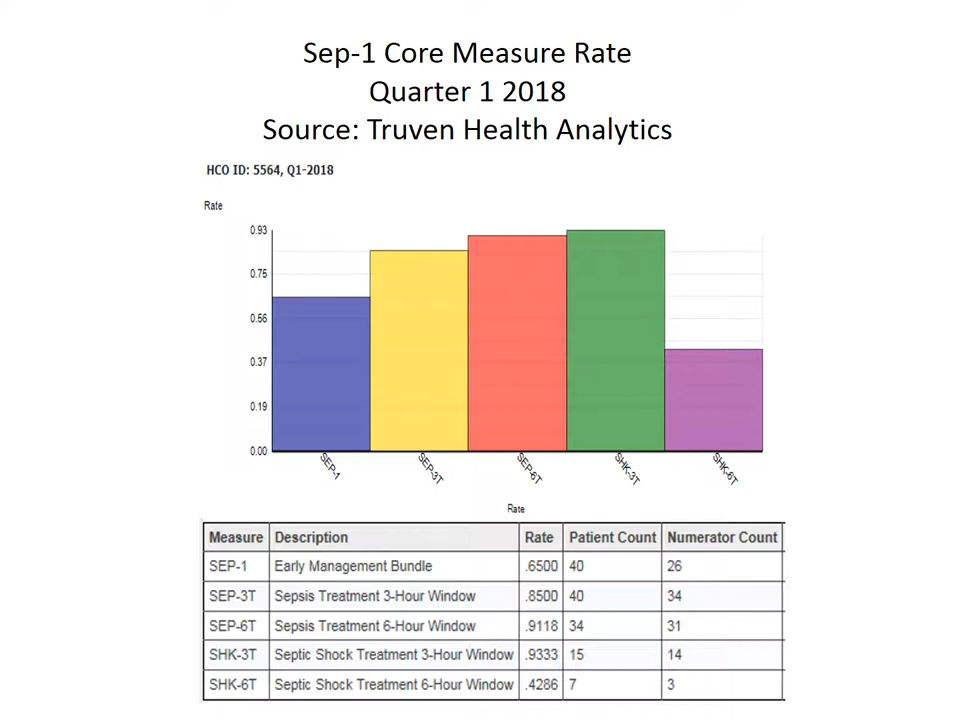 Sep-1 Core Measure Rate
Quarter 1 2018
Source: Truven Health Analytics
HCO ID: 5564, Q1-2018
Rate
0.93
0.75
0.56
0.37
0.19
0.00
SEP-1 SEP-3T SEP-6T SHK-3T SHK-6T
Rate
Measure Description Rate Patient Count Numerator Count
SEP-1 Early Management Bundle .6500 40 26
SEP-3T Sepsis Treatment 3-Hour Window .8500 40 34
SEP-6T Sepsis Treatment 6-Hour Window .9118 34 31
SHK-3T Septic Shock Treatment 3-Hour Window .9333 15 14
SHK-6T Septic Shock Treatment 6-Hour Window .4286 7 3